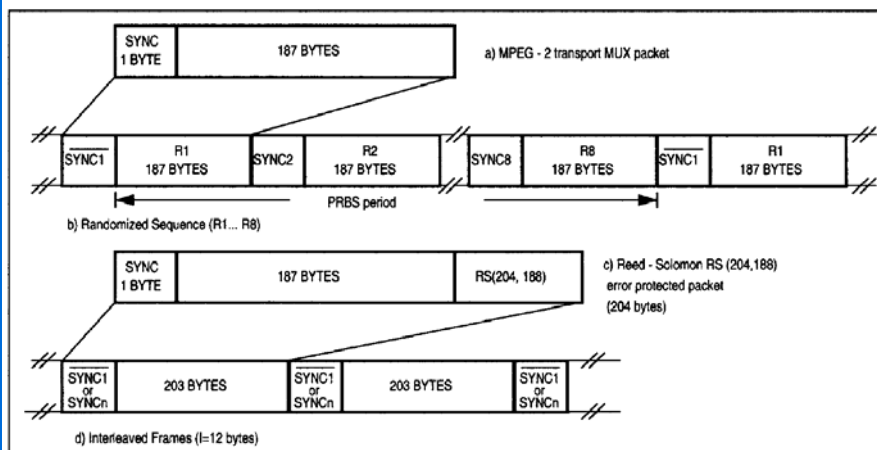 SYNC
1 BYTE
187 BYTES
a) MPEG - 2 transport MUX packet
SYNC1
R1
187 BYTES
SYNC2
R2
187 BYTES
SYNC8
R8
187 BYTES
SYNC1
R1
187 BYTES
PRBS period
b) Randomized Sequence (R1... R8)
SYNC
1 BYTE
187 BYTES
RS(204, 188)
c) Reed - Solomon RS (204,188)
error protected packet
(204 bytes)
SYNC1
or
SYNCn
203 BYTES
SYNC1
or
SYNCn
203 BYTES
SYNC1
or
SYNCn
d) Interleaved Frames (I=12 bytes)